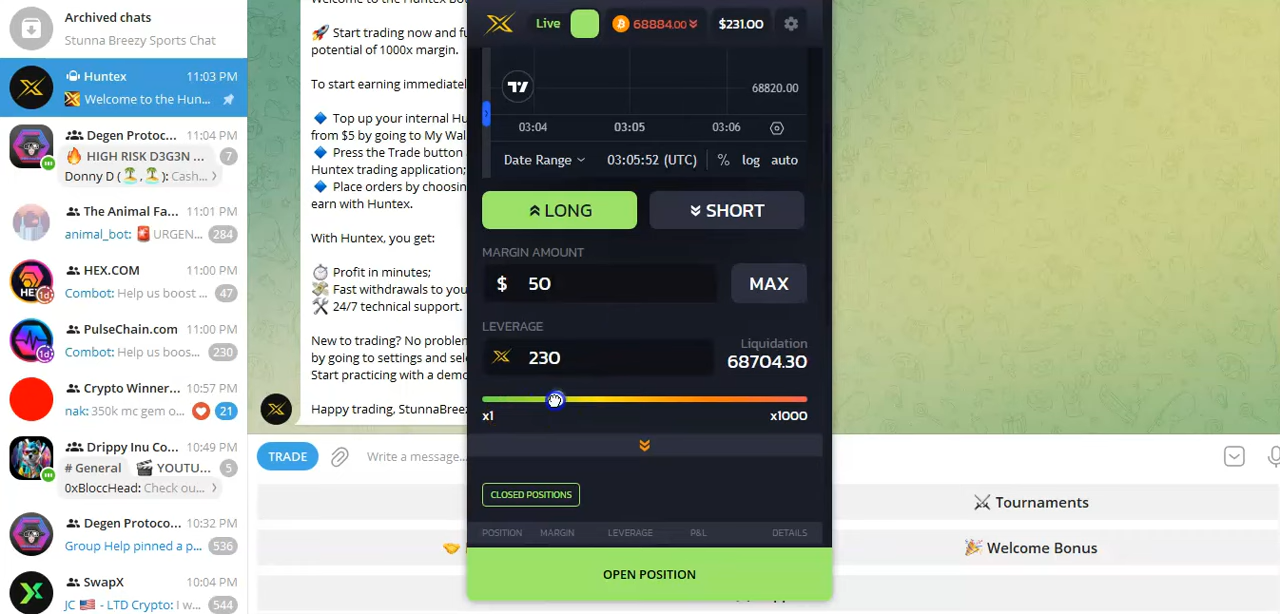 Archived chats
Stunna Breezy Sports Chat
Huntex 11:03 PM
Welcome to the Hun...
Degen Protoc... 11:04 PM
🔥 HIGH RISK D3G3N ... 7
Donny D (🏝️,🏝️): Cash...
The Animal Fa... 11:01 PM
animal_bot: 🚨 URGEN... 284
HEX.COM 11:00 PM
Combot: Help us boost ... 47
PulseChain.com 11:00 PM
Combot: Help us boos... 230
Crypto Winner... 10:57 PM
nak: 350k mc gem o... 21
Drippy Inu Co... 10:49 PM
# General 🎬 YOUTU... 5
0xBloccHead: Check ou...
Degen Protoco... 10:32 PM
Group Help pinned a p... 536
SwapX 10:04 PM
JC 🇺🇸 - LTD Crypto: I w... 544
🚀 Start trading now and fu
potential of 1000x margin.
To start earning immediatel
🔹 Top up your internal Hu
from $5 by going to My Wal
🔹 Press the Trade button
Huntex trading application;
🔹 Place orders by choosing
earn with Huntex.
With Huntex, you get:
⏱️ Profit in minutes;
💸 Fast withdrawals to you
🛠️ 24/7 technical support.
New to trading? No problem
by going to settings and sele
Start practicing with a demo
Happy trading, StunnaBreez
TRADE
Write a message...
Live 68884.00 $231.00
68820.00
03:04 03:05 03:06
Date Range 03:05:52 (UTC) % log auto
LONG SHORT
MARGIN AMOUNT
$ 50 MAX
LEVERAGE
230
Liquidation
68704.30
x1 x1000
CLOSED POSITIONS
POSITION MARGIN LEVERAGE P&L DETAILS
OPEN POSITION
⚔️ Tournaments
🎉 Welcome Bonus